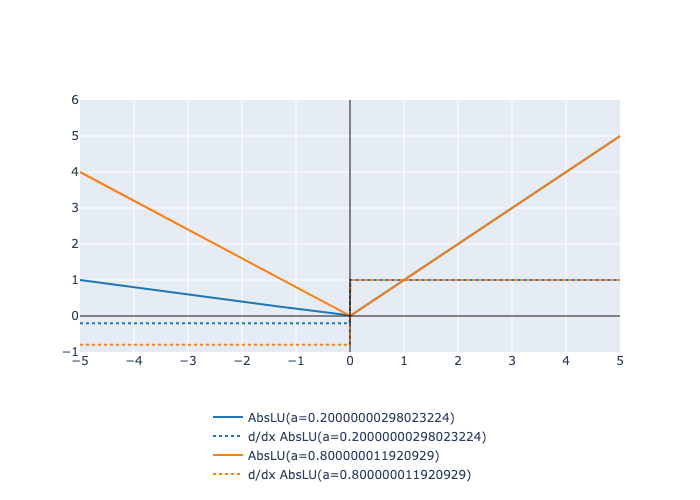 6
5
4
3
2
1
0
−1
−5 −4 −3 −2 −1 0 1 2 3 4 5
AbsLU(a=0.20000000298023224)
d/dx AbsLU(a=0.20000000298023224)
AbsLU(a=0.800000011920929)
d/dx AbsLU(a=0.800000011920929)